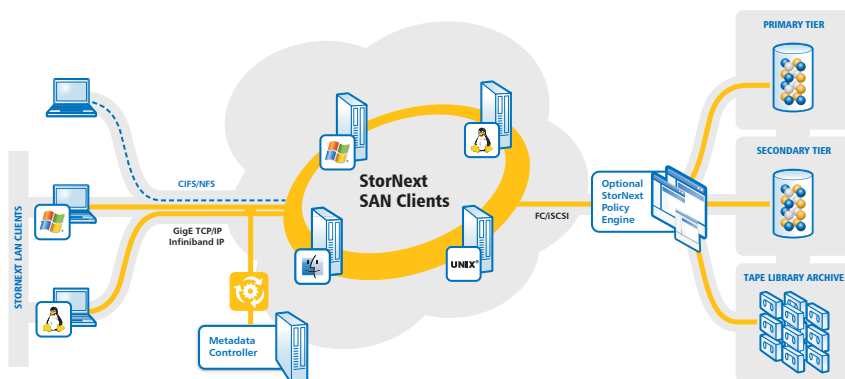 PRIMARY TIER
SECONDARY TIER
TAPE LIBRARY ARCHIVE
STORNEXT LAN CLIENTS
CIFS/NFS
GigE TCP/IP
Infiniband IP
StorNext
SAN Clients
UNIX®
FC/iSCSI
Optional
StorNext
Policy
Engine
Metadata
Controller